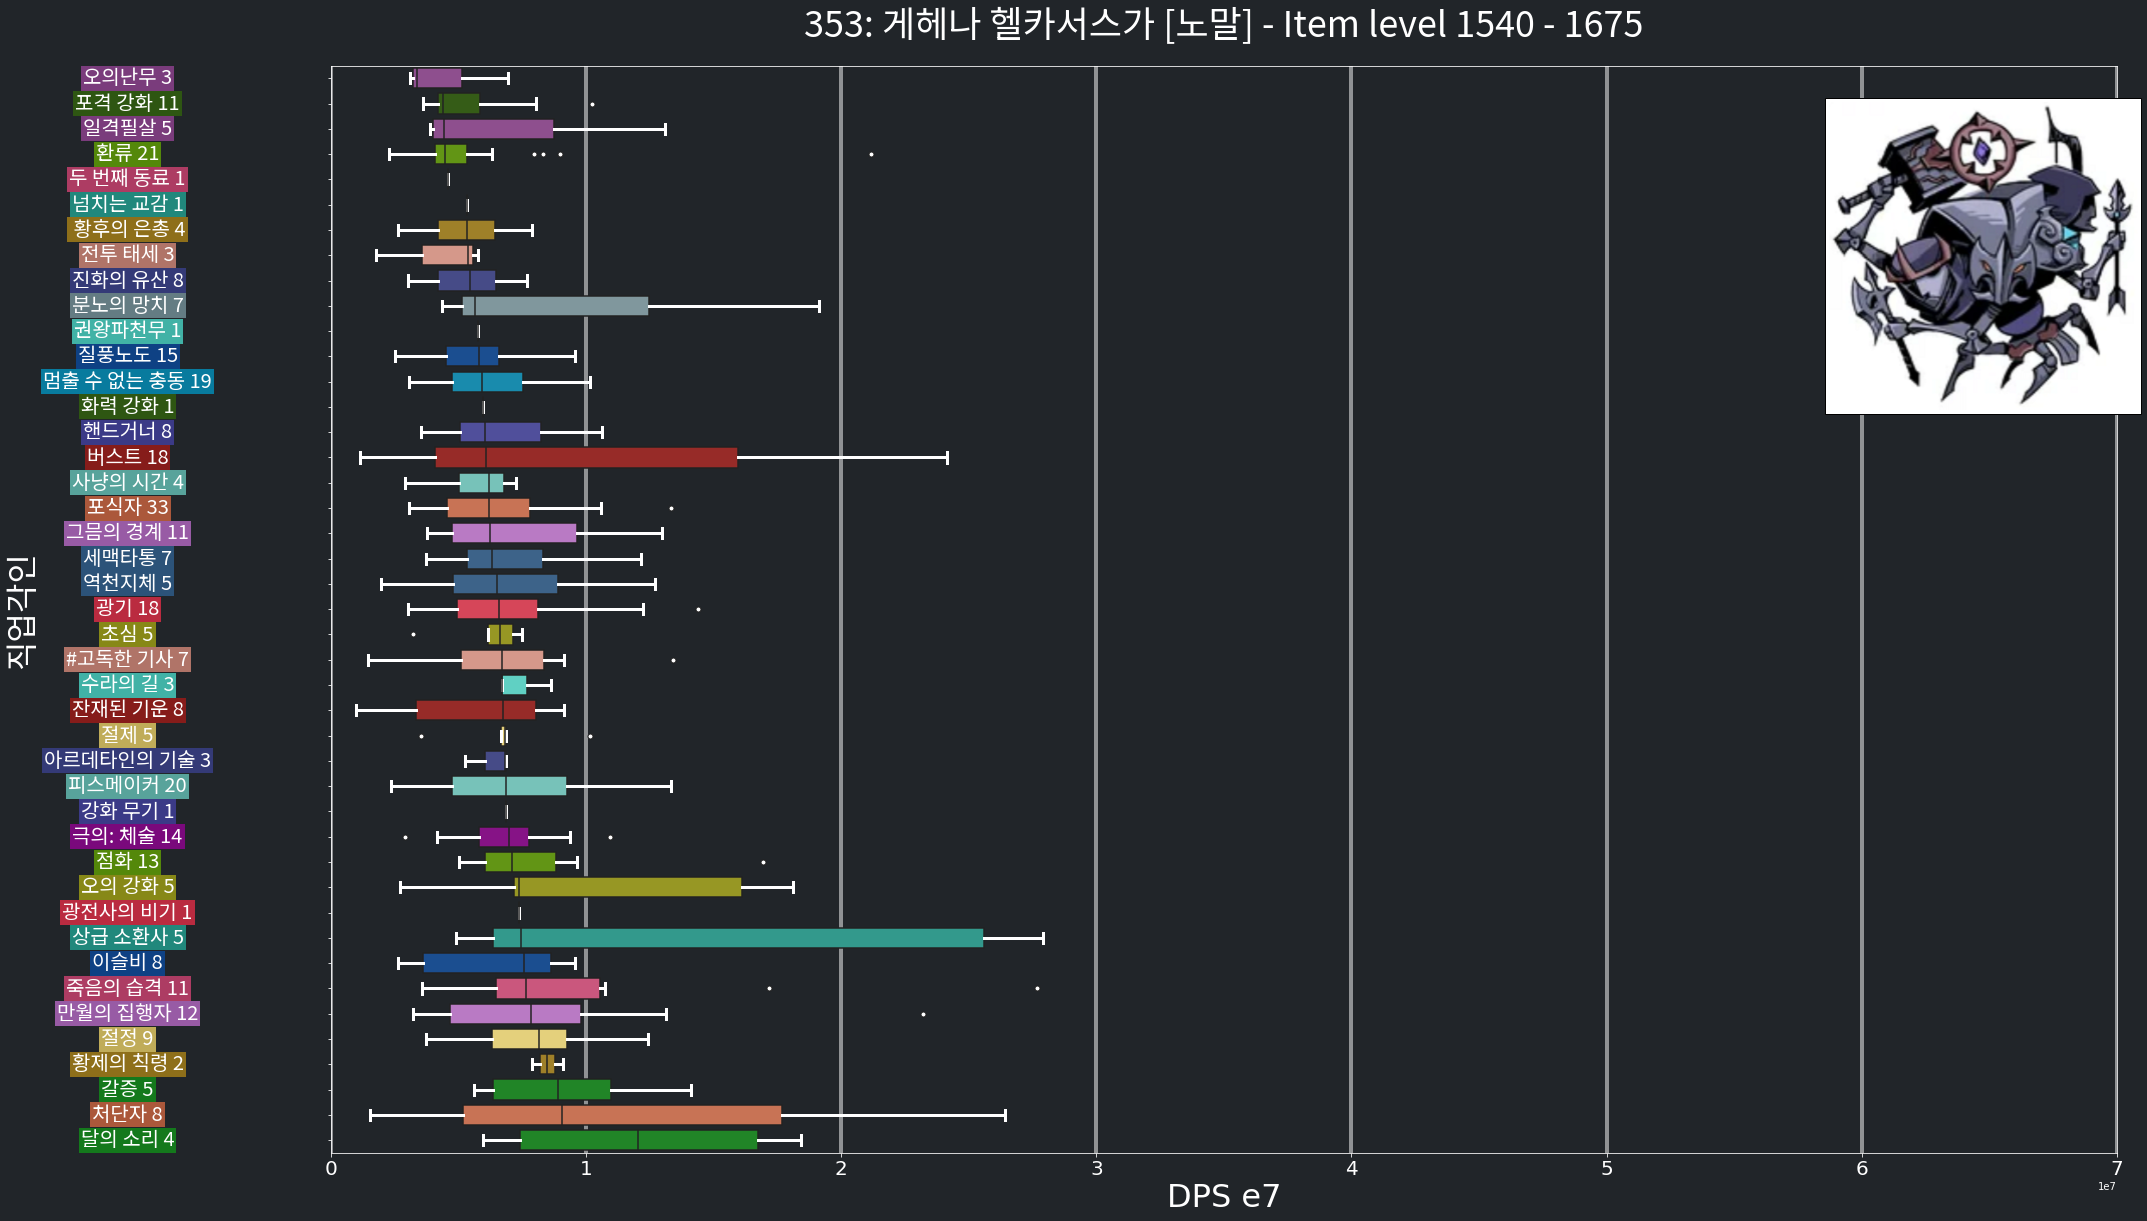 353: 게헤나 헬카서스가 [노말] - Item level 1540 - 1675
오의난무 3
포격 강화 11
일격필살 5
환류 21
두 번째 동료 1
넘치는 교감 1
황후의 은총 4
전투 태세 3
진화의 유산 8
분노의 망치 7
권왕파천무 1
질풍노도 15
멈출 수 없는 충동 19
화력 강화 1
핸드거너 8
버스트 18
사냥의 시간 4
포식자 33
그믐의 경계 11
세맥타통 7
역천지체 5
광기 18
초심 5
#고독한 기사 7
수라의 길 3
잔재된 기운 8
절제 5
아르데타인의 기술 3
피스메이커 20
강화 무기 1
극의: 체술 14
점화 13
오의 강화 5
광전사의 비기 1
상급 소환사 5
이슬비 8
죽음의 습격 11
만월의 집행자 12
절정 9
황제의 칙령 2
갈증 5
처단자 8
달의 소리 4
직업각인
0 1 2 3 4 5 6 7
1e7
DPS e7